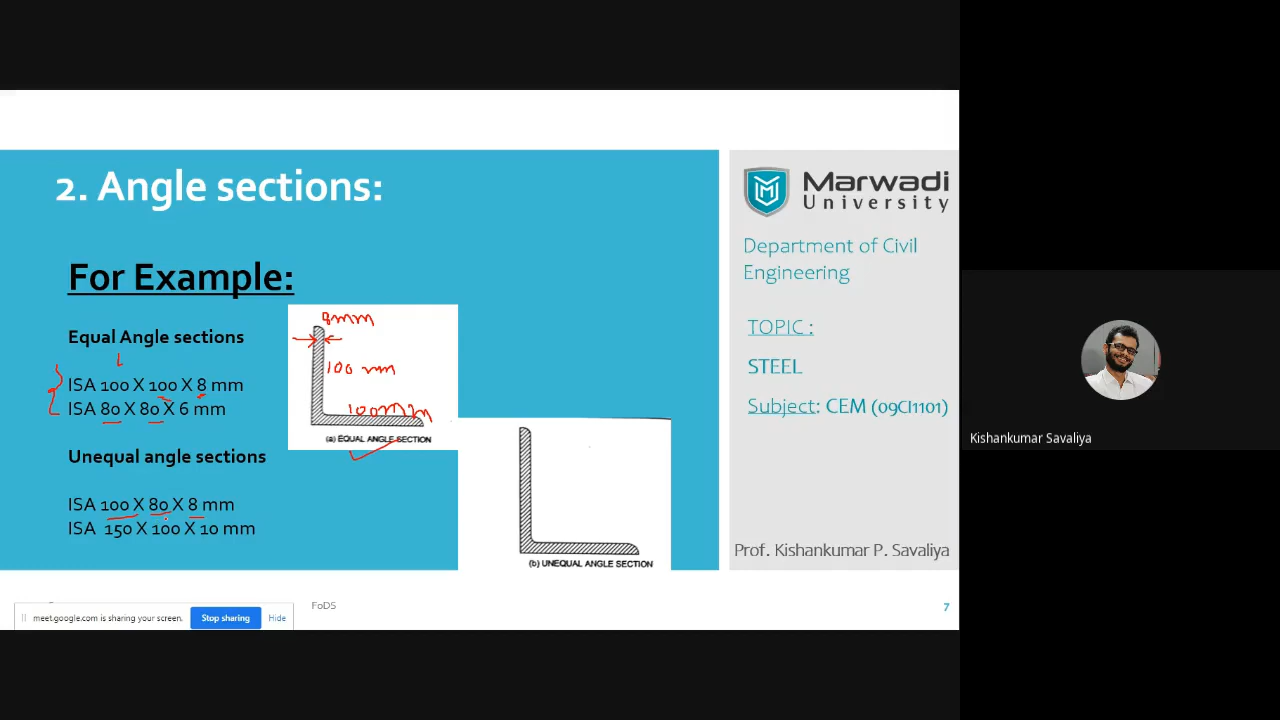 2. Angle sections:
For Example:
Equal Angle sections
ISA 100 X 100 X 8 mm
ISA 80 X 80 X 6 mm
Unequal angle sections
ISA 100 X 80 X 8 mm
ISA 150 X 100 X 10 mm
8mm
100 mm
100mm
(a) EQUAL ANGLE SECTION
(b) UNEQUAL ANGLE SECTION
Marwadi
University
Department of Civil
Engineering
TOPIC :
STEEL
Subject: CEM (09CI1101)
Prof. Kishankumar P. Savaliya
FoDS
7
meet.google.com is sharing your screen.
Stop sharing
Hide
Kishankumar Savaliya